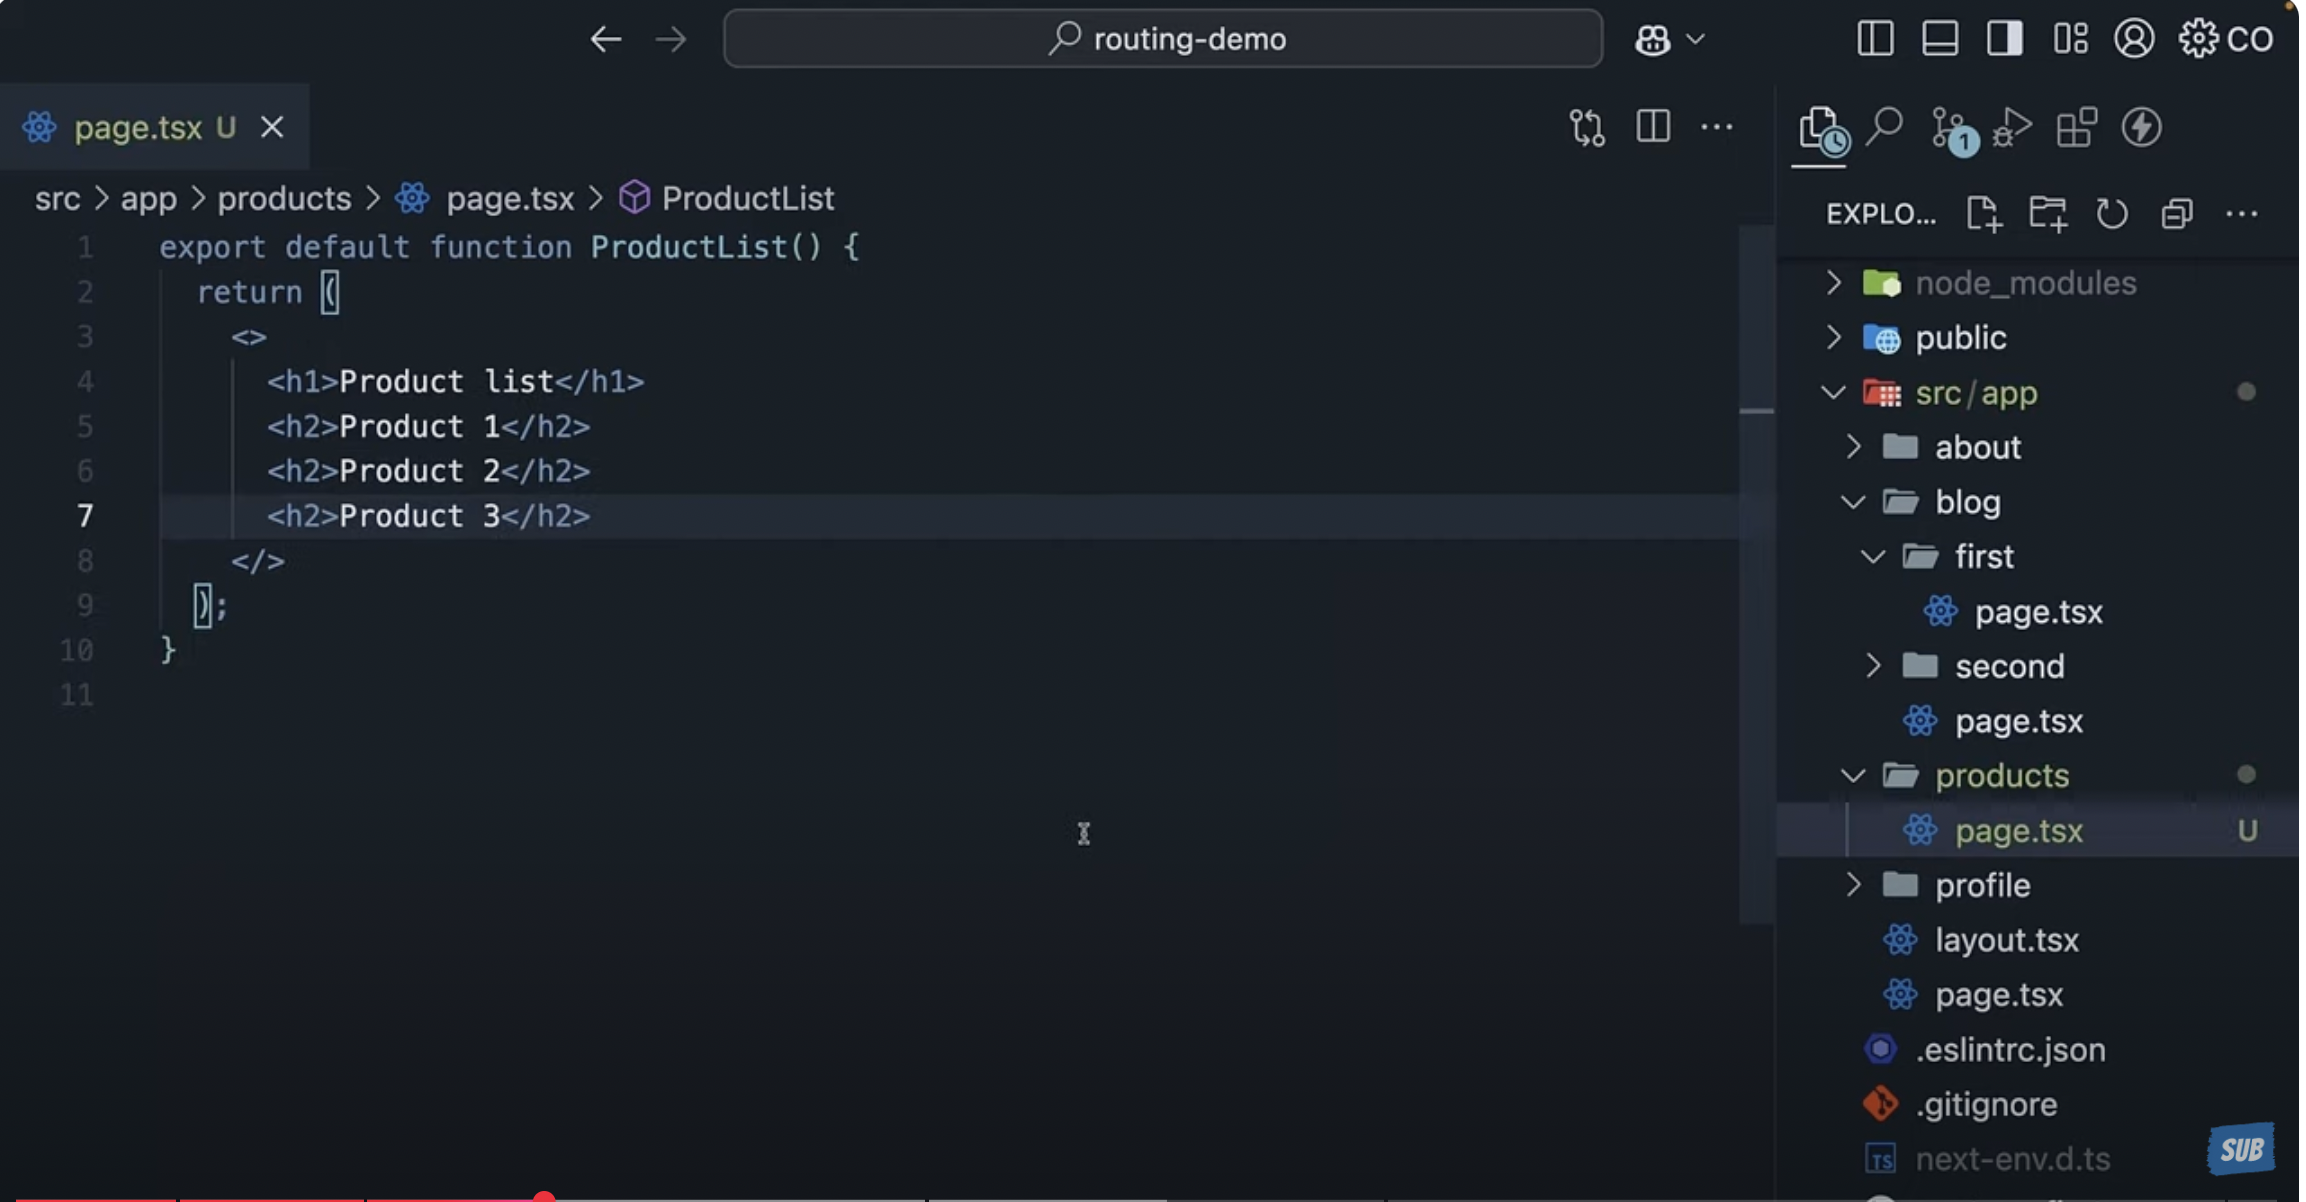 routing-demo
CO
page.tsx U
src > app > products > page.tsx > ProductList
1 export default function ProductList() {
2 return (
3 <>
4 <h1>Product list</h1>
5 <h2>Product 1</h2>
6 <h2>Product 2</h2>
7 <h2>Product 3</h2>
8 </>
9 );
10 }
11
1
EXPLO...
node_modules
public
src/app
about
blog
first
page.tsx
second
page.tsx
products
page.tsx U
profile
layout.tsx
page.tsx
.eslintrc.json
.gitignore
TS next-env.d.ts
SUB